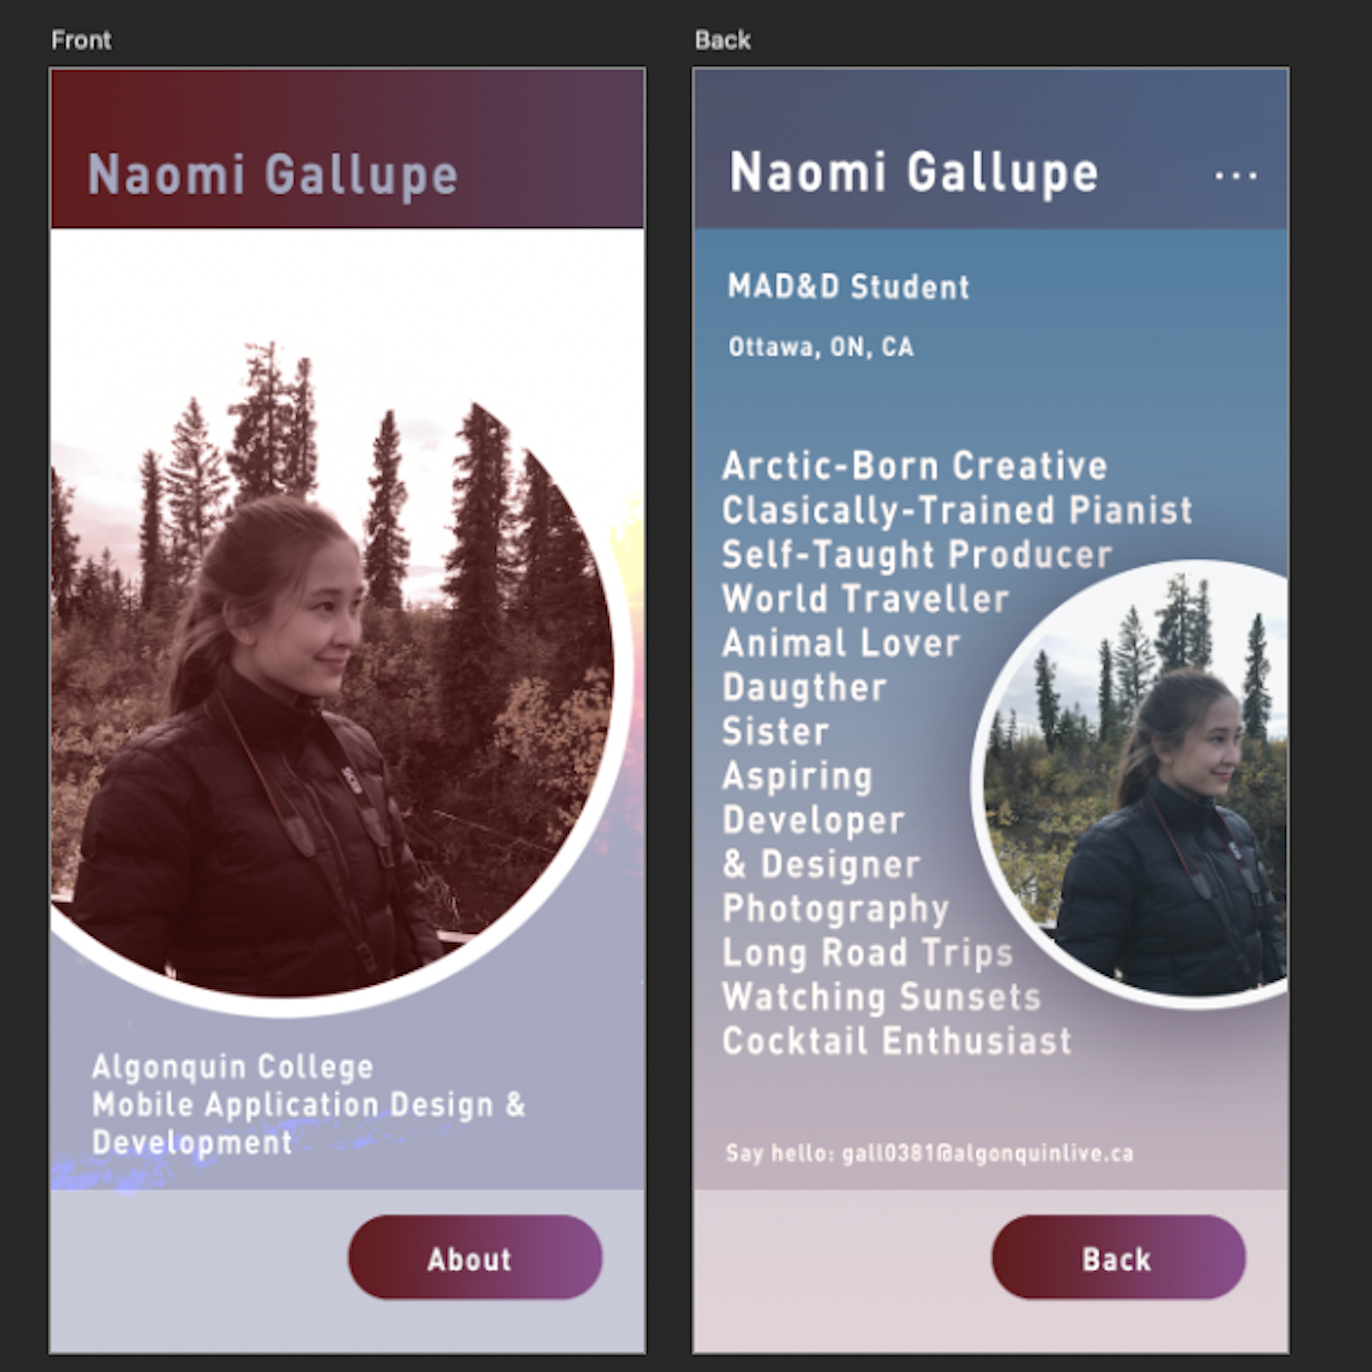 Front
Naomi Gallupe
Algonquin College
Mobile Application Design &
Development
About
Back
Naomi Gallupe
...
MAD&D Student
Ottawa, ON, CA
Arctic-Born Creative
Clasically-Trained Pianist
Self-Taught Producer
World Traveller
Animal Lover
Daugther
Sister
Aspiring
Developer
& Designer
Photography
Long Road Trips
Watching Sunsets
Cocktail Enthusiast
Say hello: gall0381@algonquinlive.ca
Back